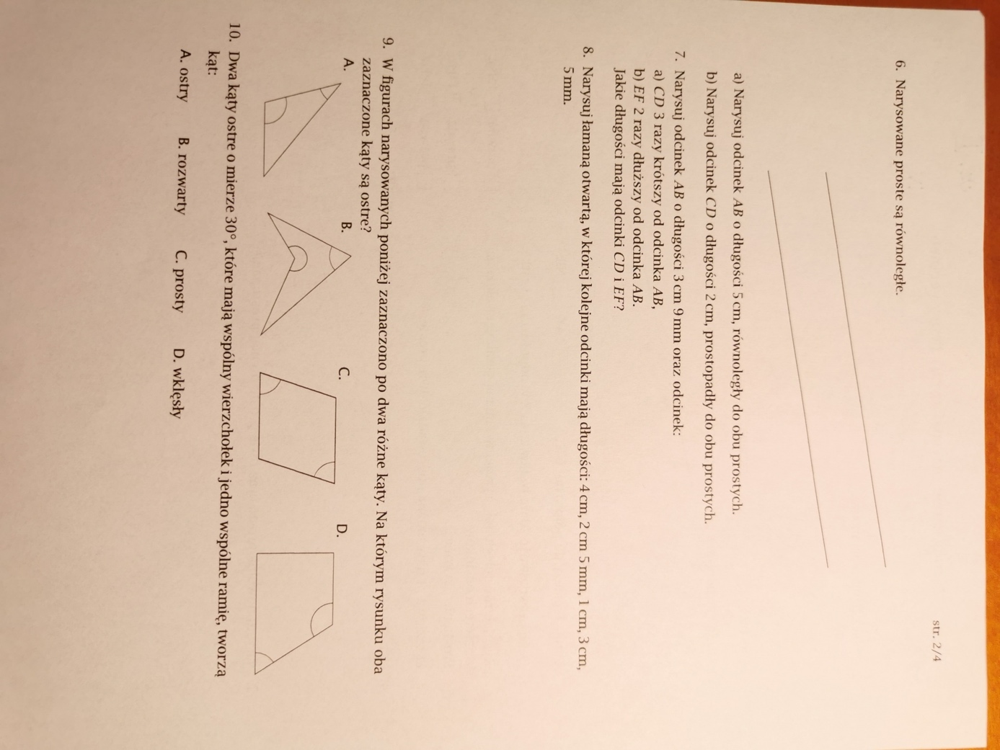 str. 2/4
6. Narysowane proste są równoległe.
a) Narysuj odcinek AB o długości 5 cm, równoległy do obu prostych.
b) Narysuj odcinek CD o długości 2 cm, prostopadły do obu prostych.
7. Narysuj odcinek AB o długości 3 cm 9 mm oraz odcinek:
a) CD 3 razy krótszy od odcinka AB,
b) EF 2 razy dłuższy od odcinka AB.
Jakie długości mają odcinki CD i EF?
8. Narysuj łamaną otwartą, w której kolejne odcinki mają długości: 4 cm, 2 cm 5 mm, 1 cm, 3 cm,
5 mm.
9. W figurach narysowanych poniżej zaznaczono po dwa różne kąty. Na którym rysunku oba
zaznaczone kąty są ostre?
A. B. C. D.
10. Dwa kąty ostre o mierze 30°, które mają wspólny wierzchołek i jedno wspólne ramię, tworzą
kąt:
A. ostry B. rozwarty C. prosty D. wklęsły